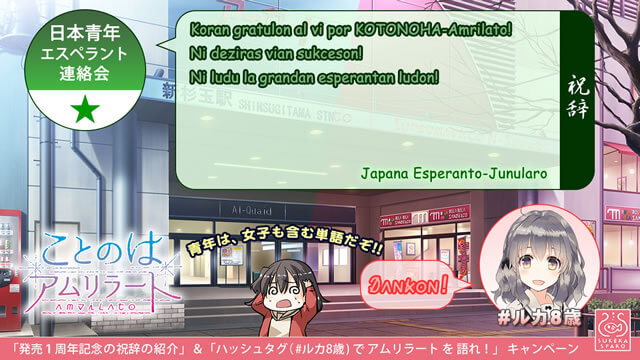 日本青年
エスペラント
連絡会
Koran gratulon al vi por KOTONOHA-Amrilato!
Ni deziras vian sukceson!
Ni ludu la grandan esperantan ludon!
祝辞
Japana Esperanto-Junularo
新杉玉駅
SHINSUGITAMA STN
Al-Quaid
青年は、女子も含む単語だぞ!!
Dankon!
#ルカ8歳
ことのは
アムリラート
AMRILATO
SUKERA
SPARO
「発売1周年記念の祝辞の紹介」&「ハッシュタグ(#ルカ8歳)でアムリラートを語れ!」キャンペーン